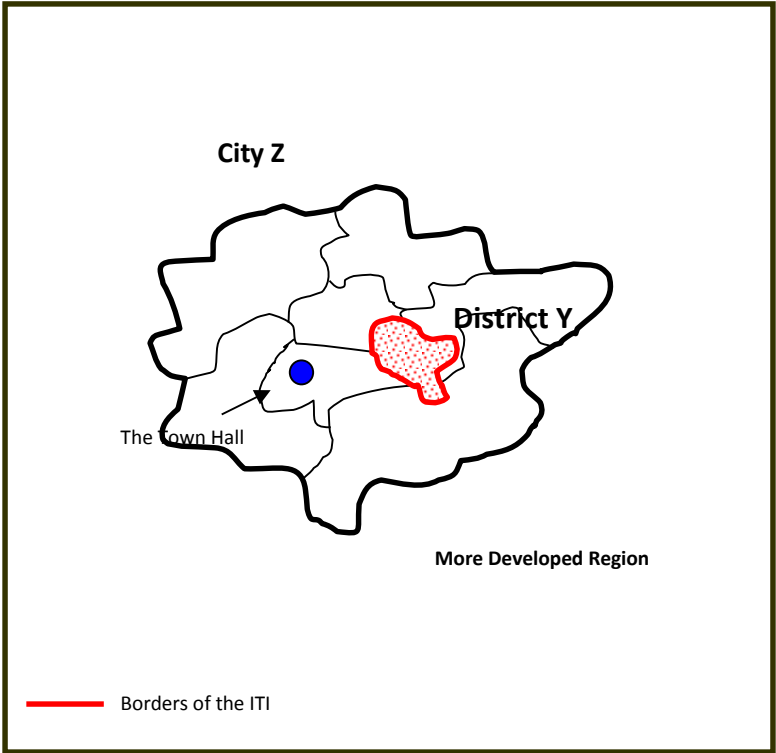 City Z
District Y
The Town Hall
More Developed Region
Borders of the ITI